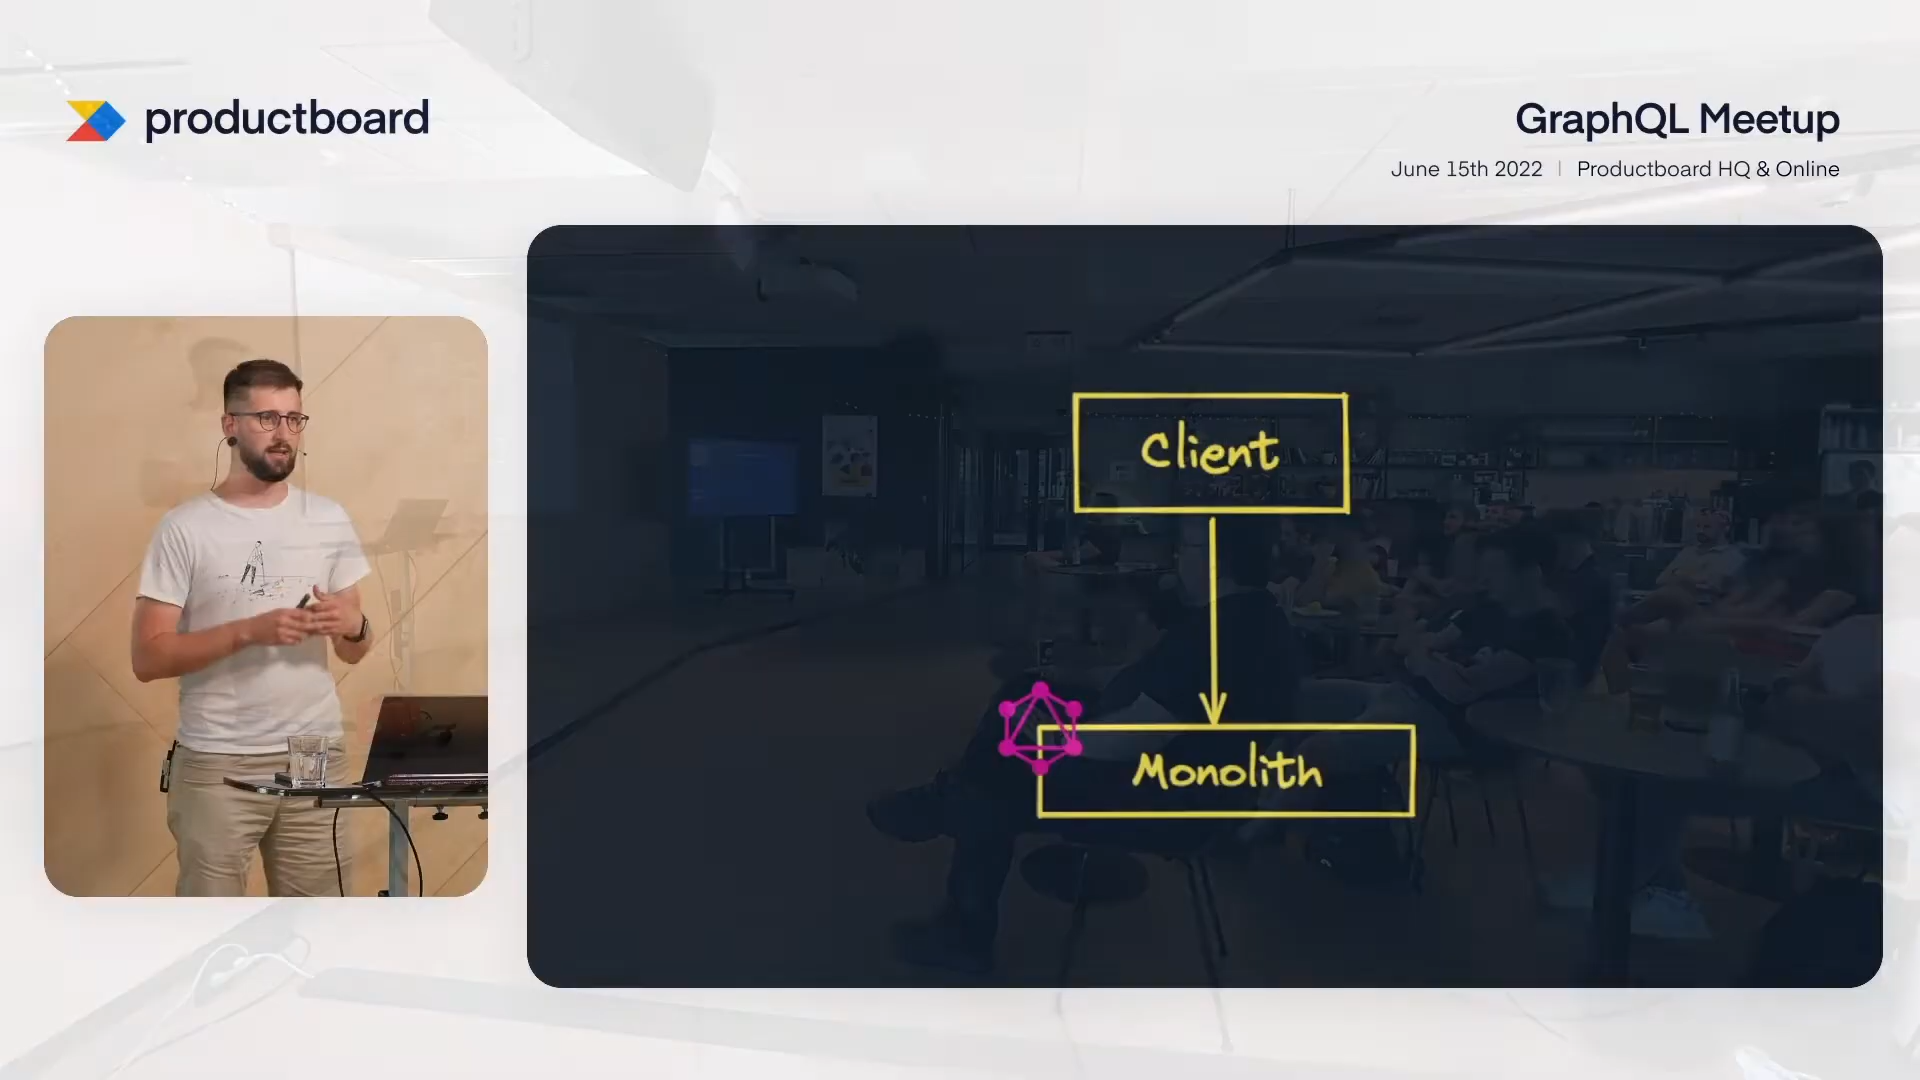 productboard
GraphQL Meetup
June 15th 2022 | Productboard HQ & Online
Client
Monolith